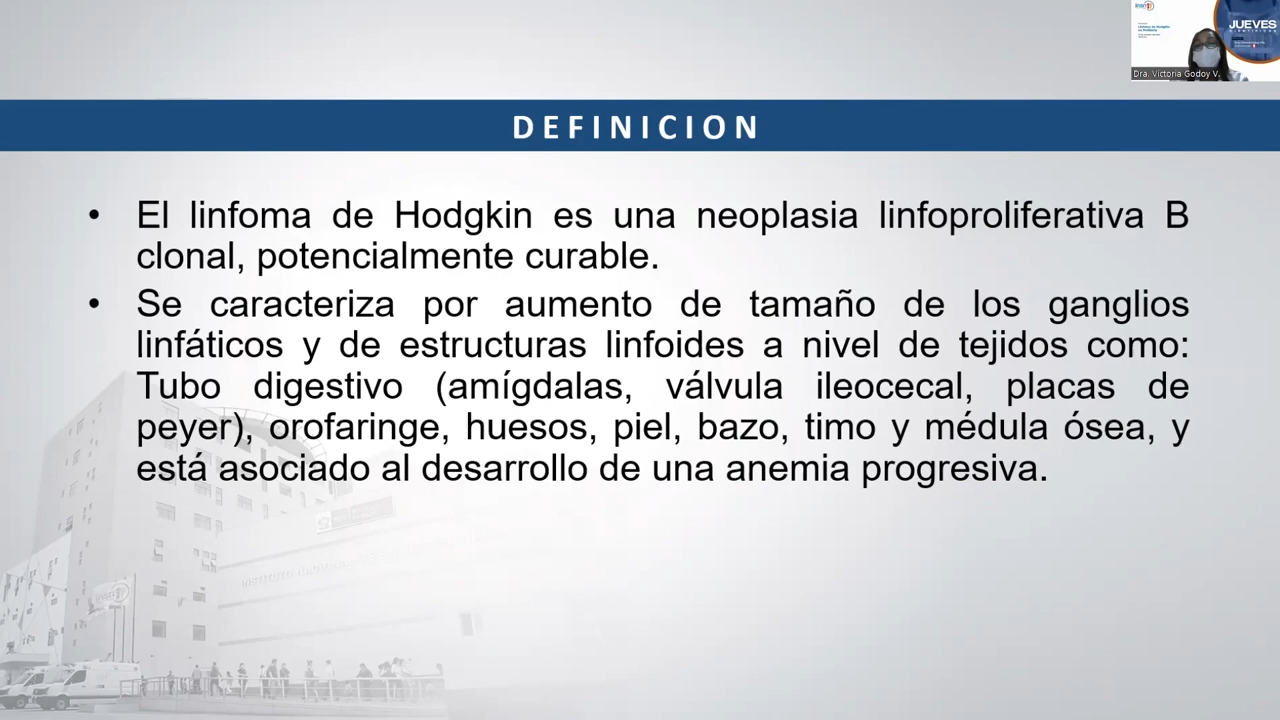 JUEVES
Dra. Victoria Godoy V.
DEFINICION
• El linfoma de Hodgkin es una neoplasia linfoproliferativa B
clonal, potencialmente curable.
• Se caracteriza por aumento de tamaño de los ganglios
linfáticos y de estructuras linfoides a nivel de tejidos como:
Tubo digestivo (amígdalas, válvula ileocecal, placas de
peyer), orofaringe, huesos, piel, bazo, timo y médula ósea, y
está asociado al desarrollo de una anemia progresiva.